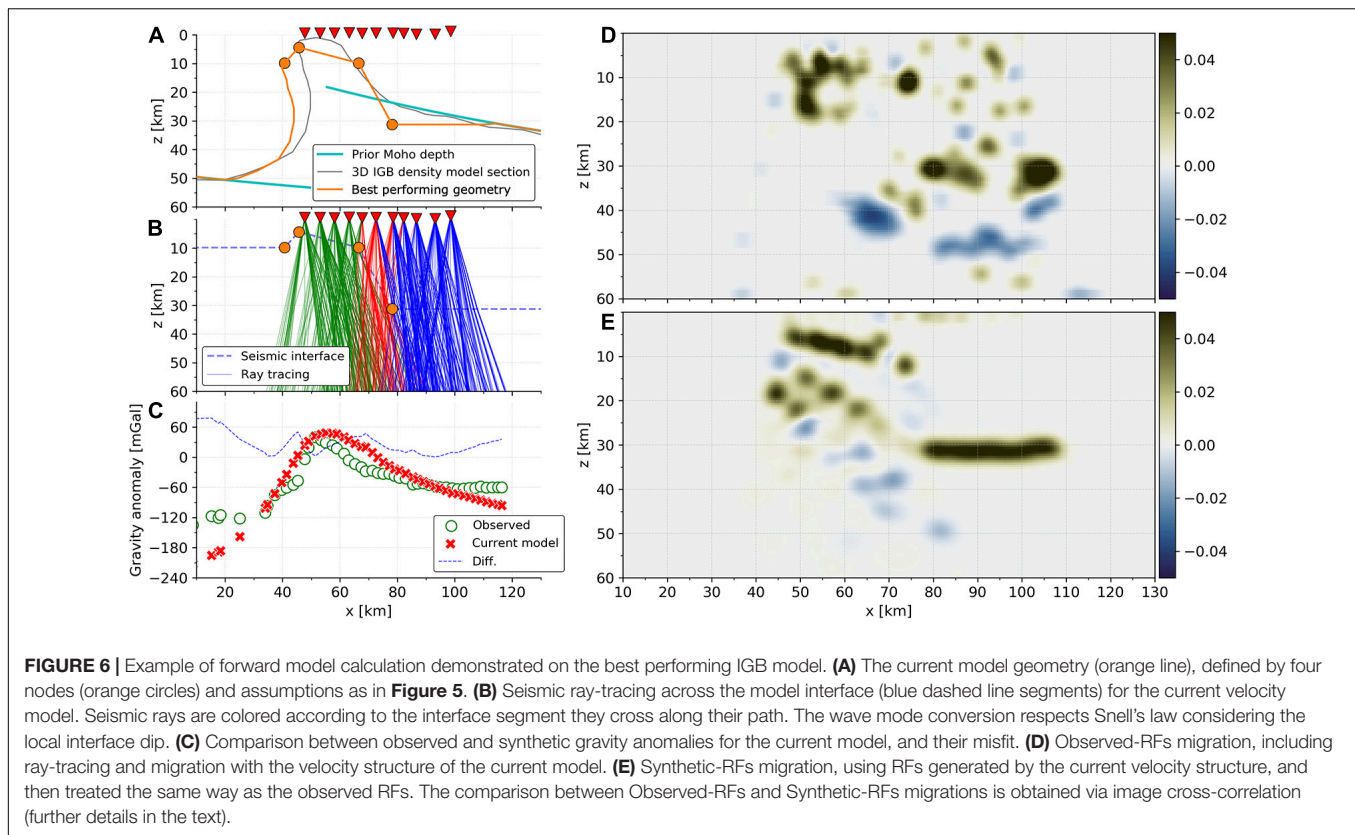 A
0
10
20
30
40
50
60
z [km]
Prior Moho depth
3D IGB density model section
Best performing geometry
B
0
10
20
30
40
50
60
z [km]
Seismic interface
Ray tracing
C
60
0
−60
−120
−180
−240
Gravity anomaly [mGal]
Observed
Current model
Diff.
20
40
60
80
100
120
x [km]
D
0
10
20
30
40
50
60
z [km]
0.04
0.02
0.00
−0.02
−0.04
E
0
10
20
30
40
50
60
z [km]
10
20
30
40
50
60
70
80
90
100
110
120
130
x [km]
0.04
0.02
0.00
−0.02
−0.04
FIGURE 6 | Example of forward model calculation demonstrated on the best performing IGB model. (A) The current model geometry (orange line), defined by four
nodes (orange circles) and assumptions as in Figure 5. (B) Seismic ray-tracing across the model interface (blue dashed line segments) for the current velocity
model. Seismic rays are colored according to the interface segment they cross along their path. The wave mode conversion respects Snell's law considering the
local interface dip. (C) Comparison between observed and synthetic gravity anomalies for the current model, and their misfit. (D) Observed-RFs migration, including
ray-tracing and migration with the velocity structure of the current model. (E) Synthetic-RFs migration, using RFs generated by the current velocity structure, and
then treated the same way as the observed RFs. The comparison between Observed-RFs and Synthetic-RFs migrations is obtained via image cross-correlation
(further details in the text).